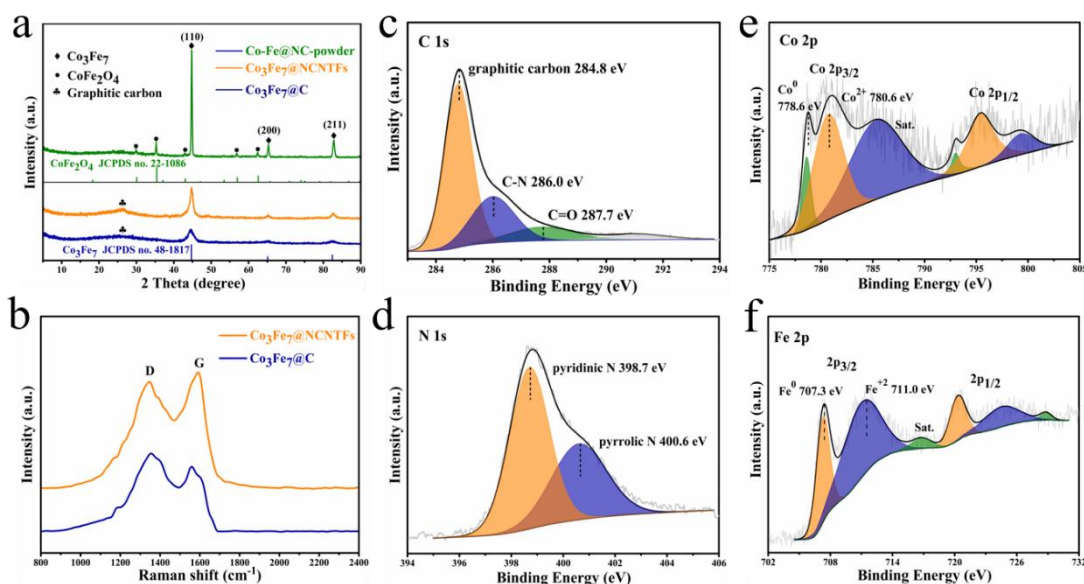 a
(110)
◆ Co3Fe7
● CoFe2O4
♣ Graphitic carbon
Co-Fe@NC-powder
Co3Fe7@NCNTFs
Co3Fe7@C
(200)
(211)
CoFe2O4 JCPDS no. 22-1086
Co3Fe7 JCPDS no. 48-1817
Intensity (a.u.)
10 20 30 40 50 60 70 80 90
2 Theta (degree)
b
Co3Fe7@NCNTFs
Co3Fe7@C
D
G
Intensity (a.u.)
800 1000 1200 1400 1600 1800 2000 2200 2400
Raman shift (cm-1)
c
C 1s
graphitic carbon 284.8 eV
C-N 286.0 eV
C=O 287.7 eV
Intensity (a.u.)
284 286 288 290 292 294
Binding Energy (eV)
d
N 1s
pyridinic N 398.7 eV
pyrrolic N 400.6 eV
Intensity (a.u.)
394 396 398 400 402 404 406
Binding Energy (eV)
e
Co 2p
Co 2p3/2
Co0
778.6 eV
Co2+ 780.6 eV
Sat.
Co 2p1/2
Intensity (a.u.)
775 780 785 790 795 800 805
Binding Energy (eV)
f
Fe 2p
2p3/2
Fe0 707.3 eV
Fe+2 711.0 eV
Sat.
2p1/2
Intensity (a.u.)
702 708 714 720 726 732
Binding Energy (eV)